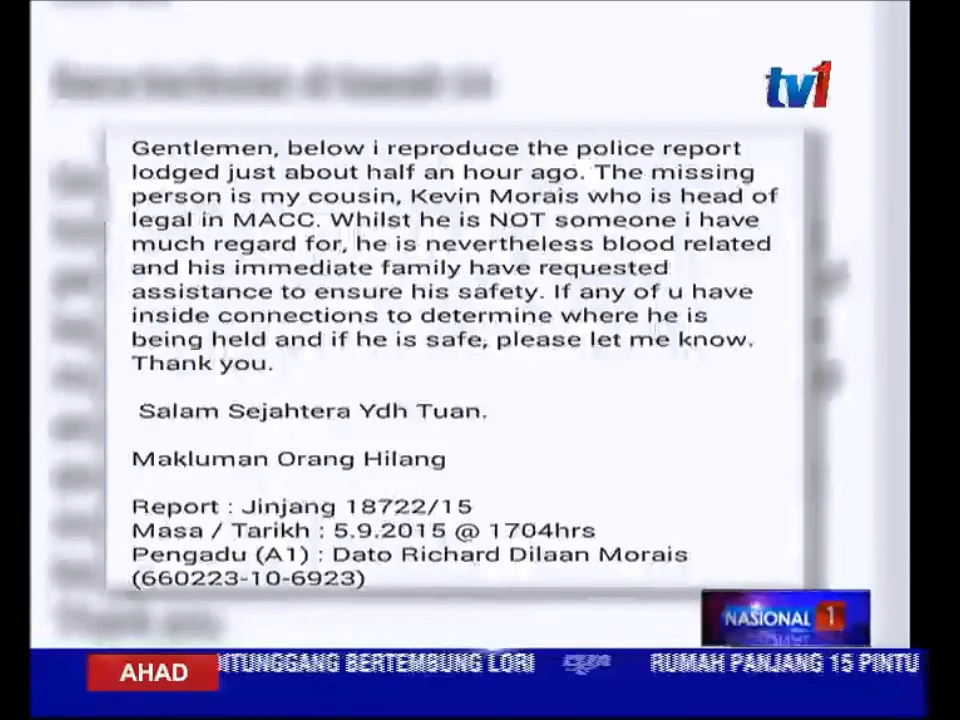 tv1
Gentlemen, below i reproduce the police report
lodged just about half an hour ago. The missing
person is my cousin, Kevin Morais who is head of
legal in MACC. Whilst he is NOT someone i have
much regard for, he is nevertheless blood related
and his immediate family have requested
assistance to ensure his safety. If any of u have
inside connections to determine where he is
being held and if he is safe, please let me know.
Thank you.
Salam Sejahtera Ydh Tuan.
Makluman Orang Hilang
Report : Jinjang 18722/15
Masa / Tarikh : 5.9.2015 @ 1704hrs
Pengadu (A1) : Dato Richard Dilaan Morais
(660223-10-6923)
NASIONAL 1
AHAD DITUNGGANG BERTEMBUNG LORI RUMAH PANJANG 15 PINTU